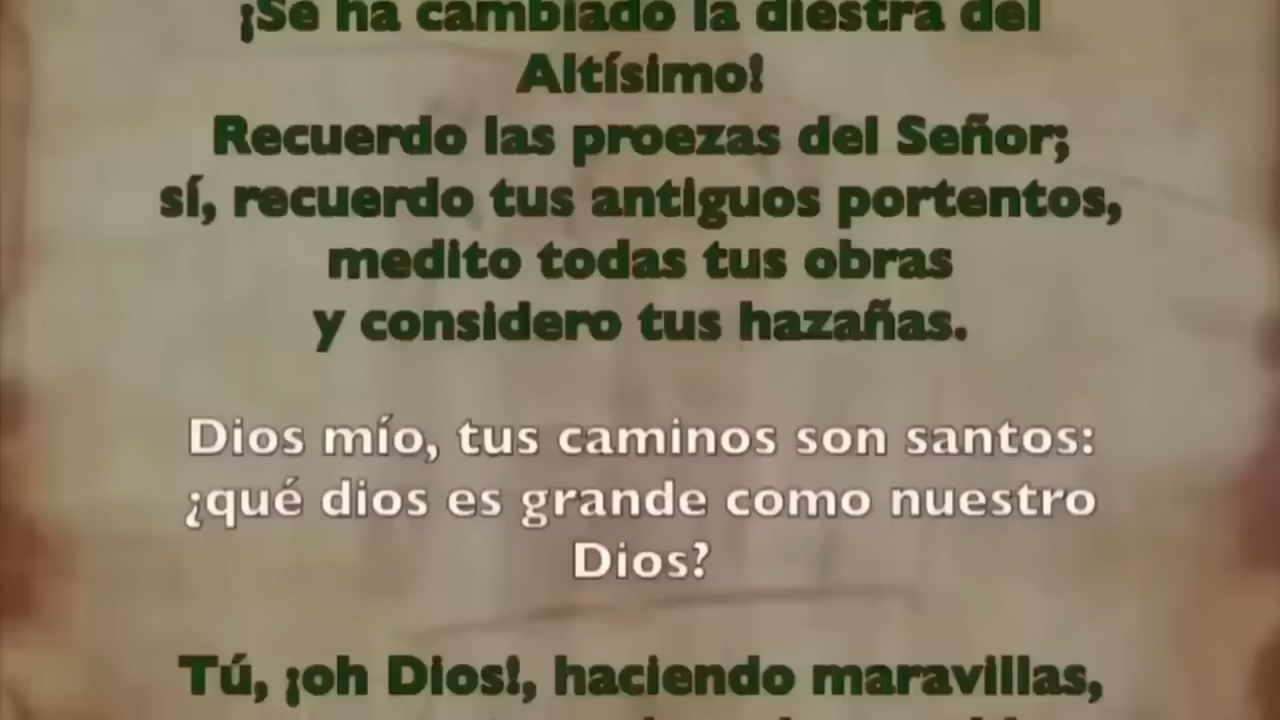 ¡Se ha cambiado la diestra del
Altísimo!
Recuerdo las proezas del Señor;
sí, recuerdo tus antiguos portentos,
medito todas tus obras
y considero tus hazañas.
Dios mío, tus caminos son santos:
¿qué dios es grande como nuestro
Dios?
Tú, ¡oh Dios!, haciendo maravillas,